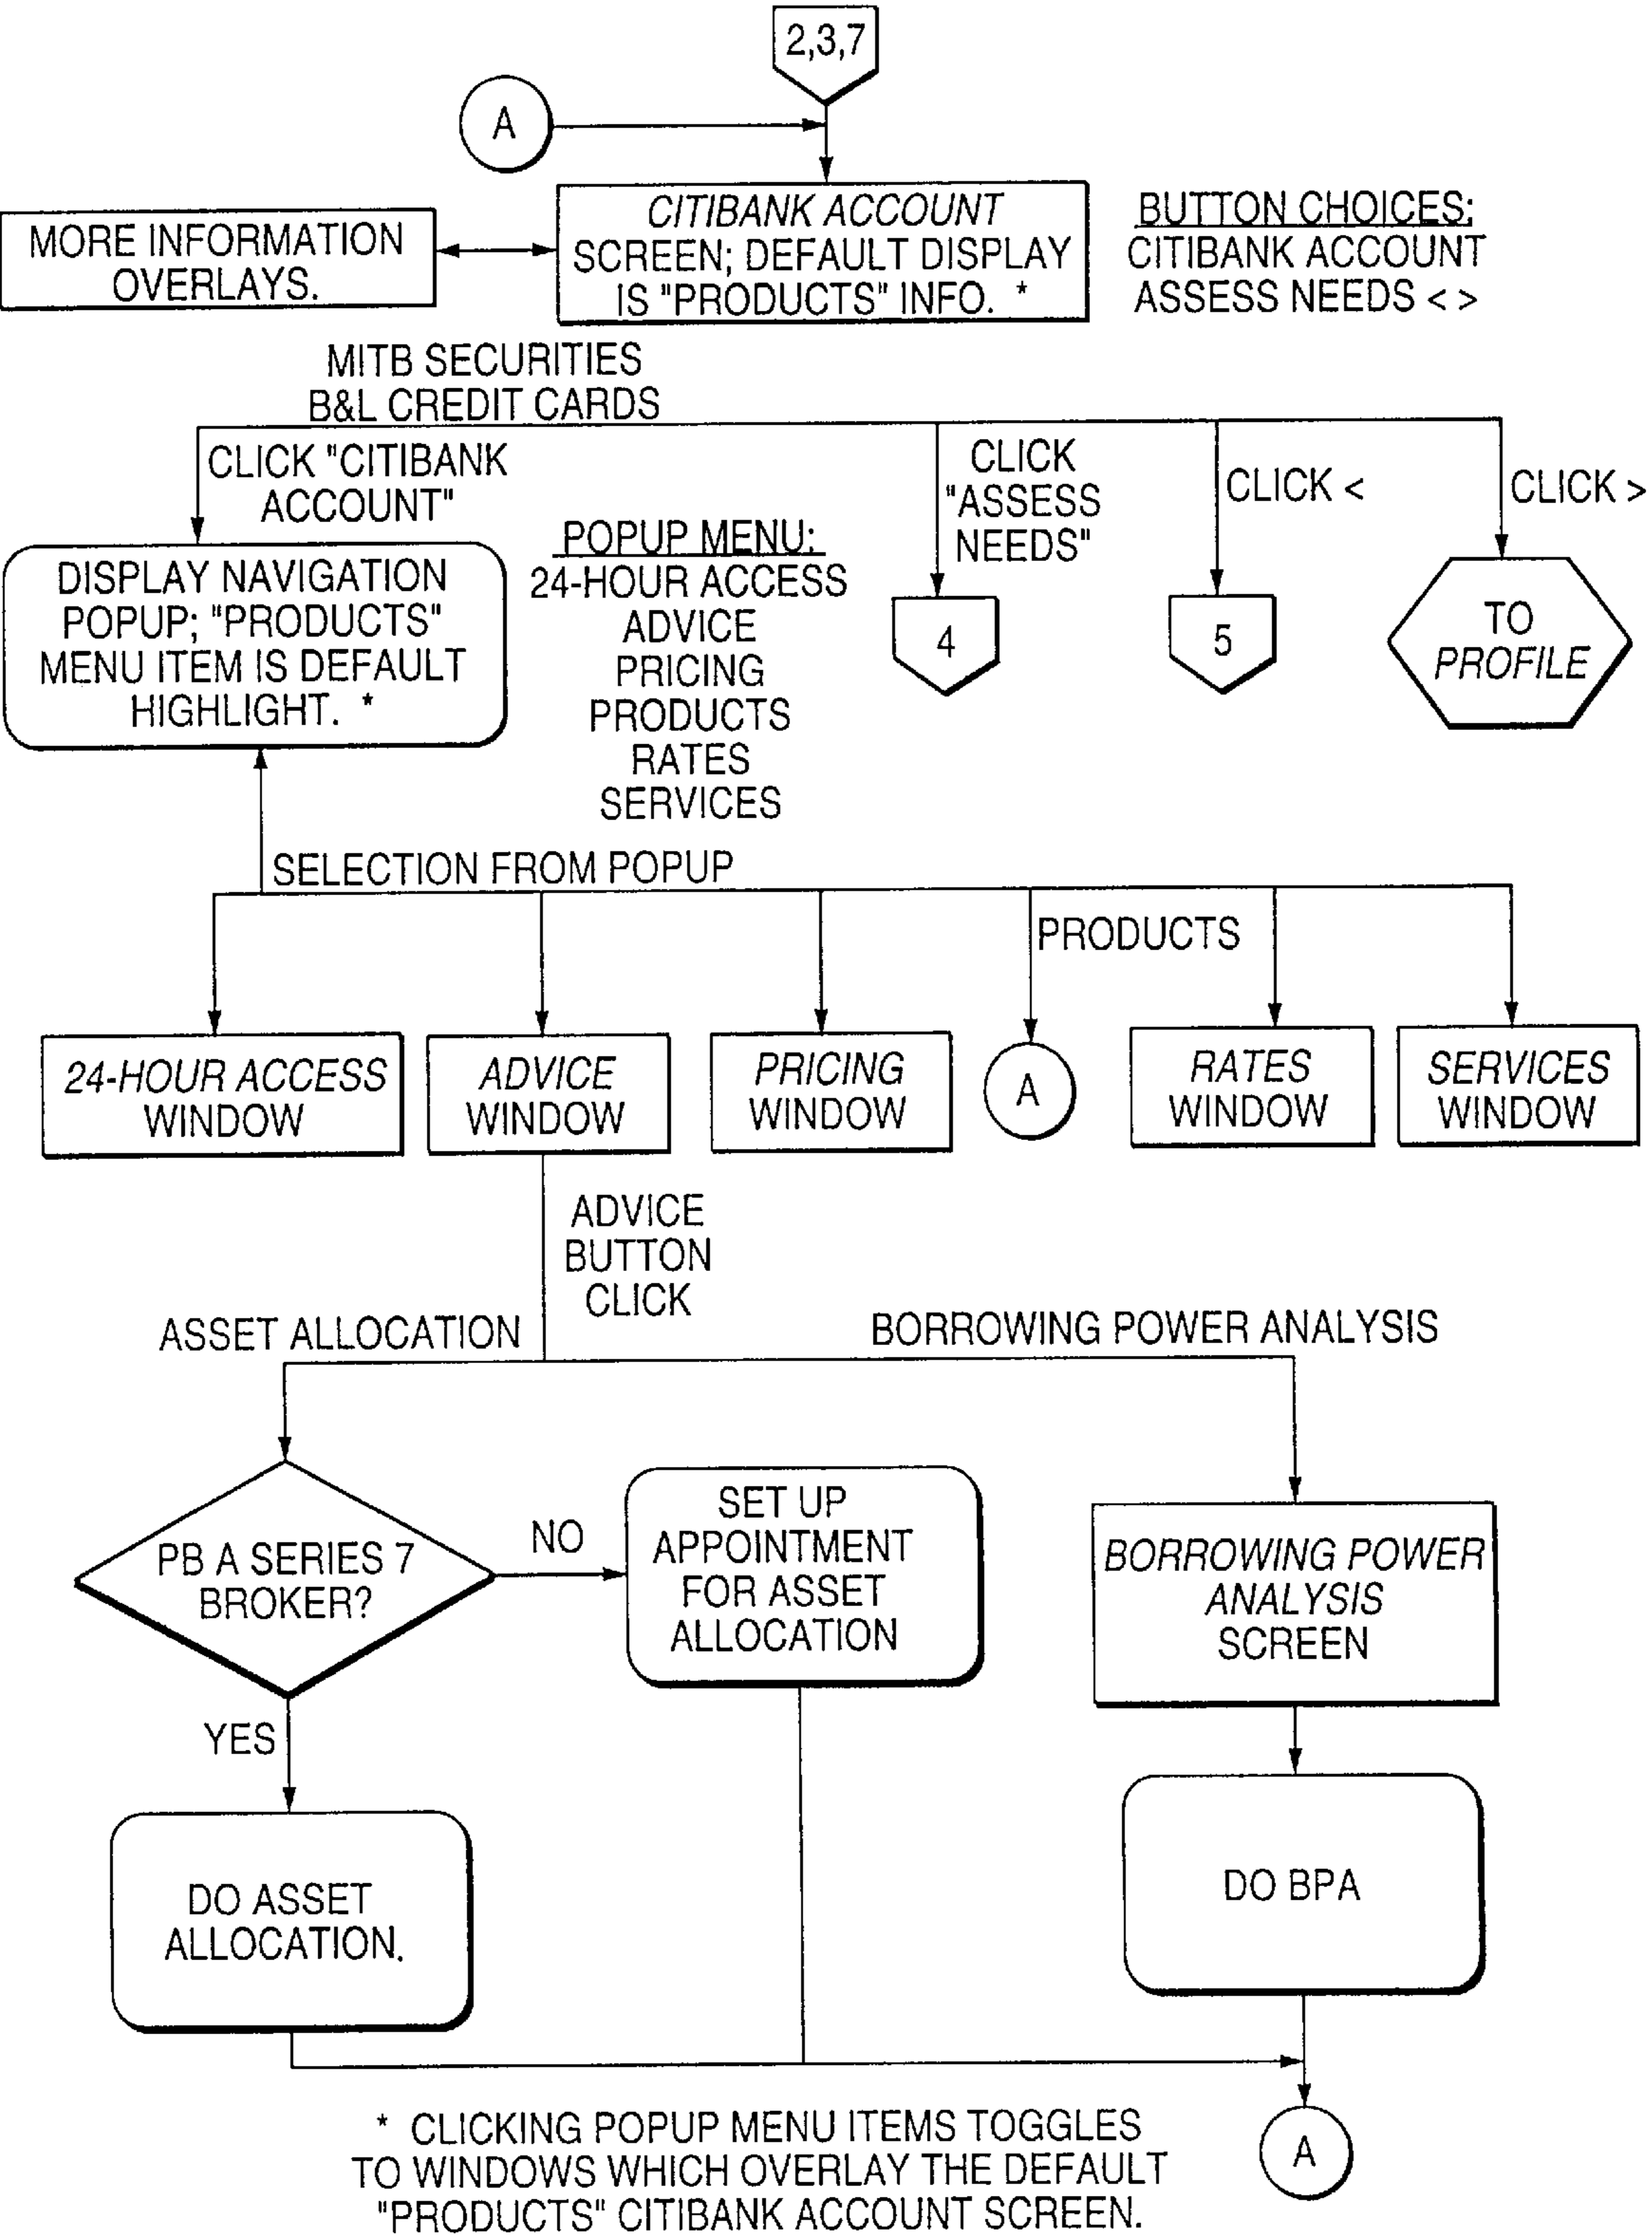 2,3,7
A
CITIBANK ACCOUNT
SCREEN; DEFAULT DISPLAY
IS "PRODUCTS" INFO. *
MORE INFORMATION
OVERLAYS.
BUTTON CHOICES:
CITIBANK ACCOUNT
ASSESS NEEDS < >
MITB SECURITIES
B&L CREDIT CARDS
CLICK "CITIBANK
ACCOUNT"
CLICK
"ASSESS
NEEDS"
CLICK <
CLICK >
DISPLAY NAVIGATION
POPUP; "PRODUCTS"
MENU ITEM IS DEFAULT
HIGHLIGHT. *
POPUP MENU:
24-HOUR ACCESS
ADVICE
PRICING
PRODUCTS
RATES
SERVICES
4
5
TO
PROFILE
SELECTION FROM POPUP
PRODUCTS
24-HOUR ACCESS
WINDOW
ADVICE
WINDOW
PRICING
WINDOW
A
RATES
WINDOW
SERVICES
WINDOW
ADVICE
BUTTON
CLICK
ASSET ALLOCATION
BORROWING POWER ANALYSIS
PB A SERIES 7
BROKER?
NO
SET UP
APPOINTMENT
FOR ASSET
ALLOCATION
BORROWING POWER
ANALYSIS
SCREEN
YES
DO ASSET
ALLOCATION.
DO BPA
A
* CLICKING POPUP MENU ITEMS TOGGLES
TO WINDOWS WHICH OVERLAY THE DEFAULT
"PRODUCTS" CITIBANK ACCOUNT SCREEN.